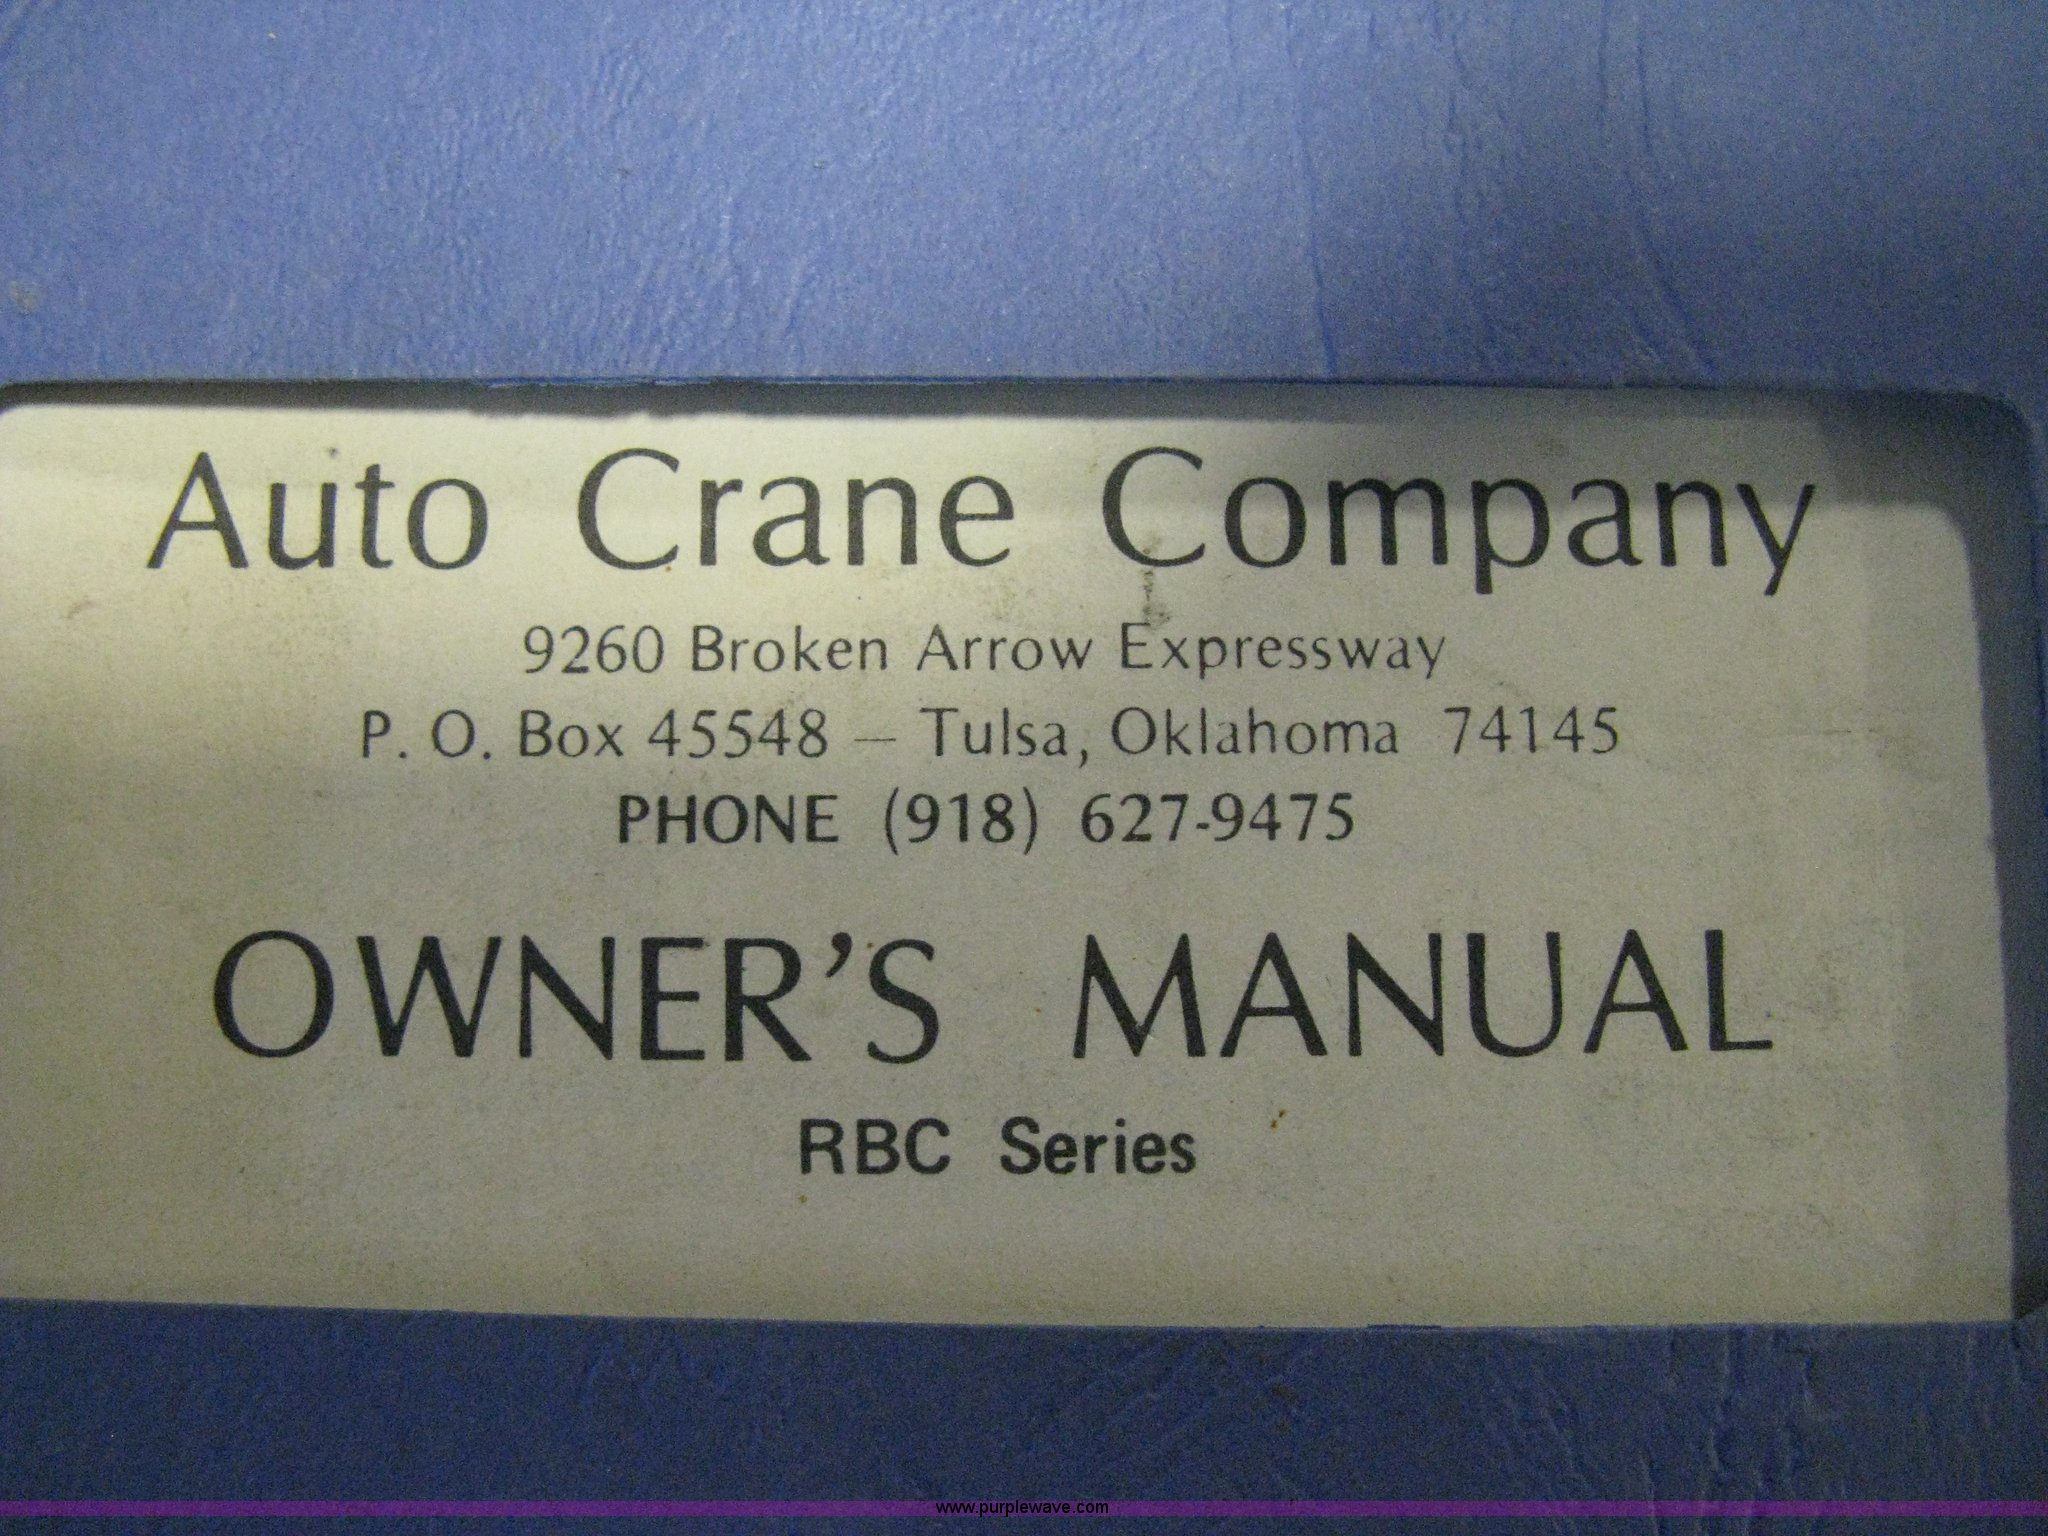 Auto Crane Company
9260 Broken Arrow Expressway
P. O. Box 45548 — Tulsa, Oklahoma 74145
PHONE (918) 627-9475
OWNER'S MANUAL
RBC Series
www.purplewave.com